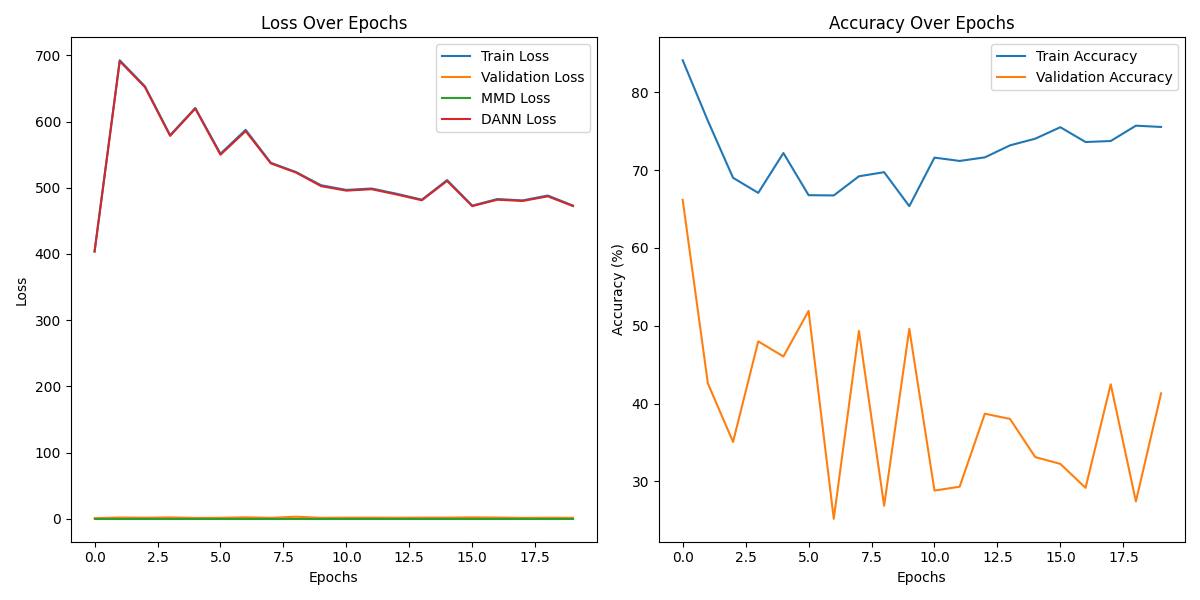 Loss Over Epochs
Loss
700
600
500
400
300
200
100
0
Train Loss
Validation Loss
MMD Loss
DANN Loss
0.0 2.5 5.0 7.5 10.0 12.5 15.0 17.5
Epochs
Accuracy Over Epochs
Accuracy (%)
80
70
60
50
40
30
Train Accuracy
Validation Accuracy
0.0 2.5 5.0 7.5 10.0 12.5 15.0 17.5
Epochs